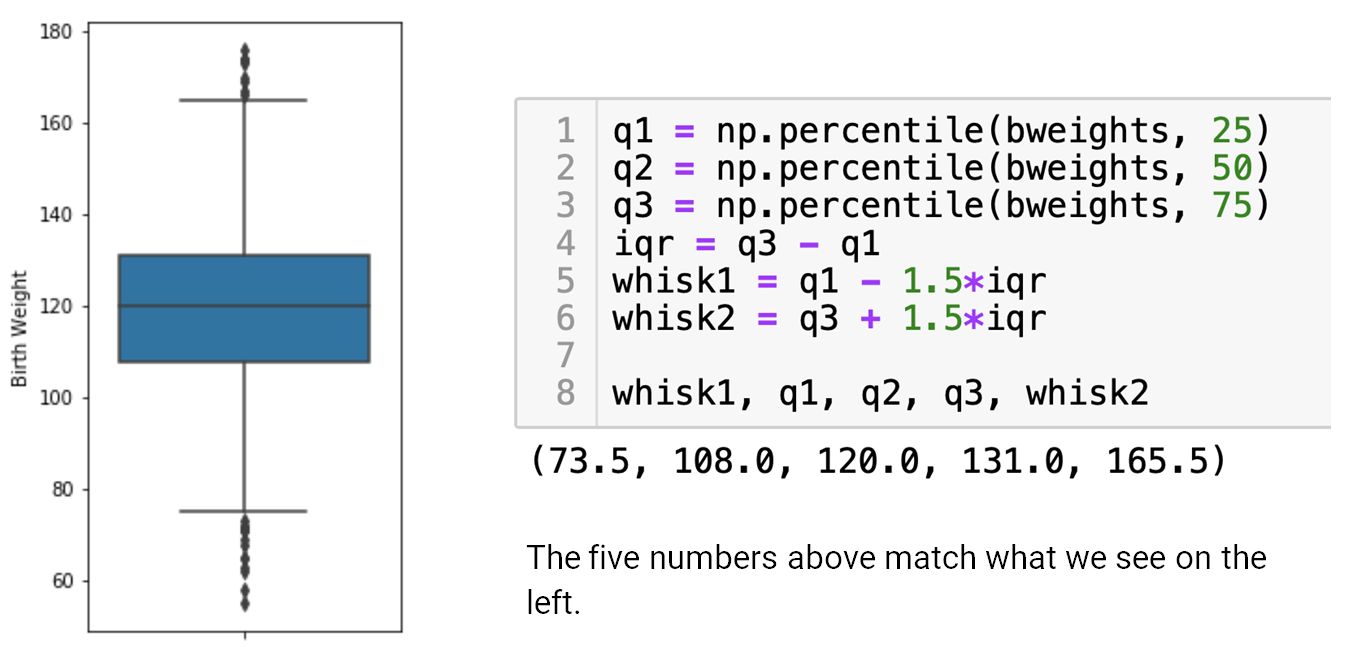 180
160
140
120
100
80
60
Birth Weight
1 q1 = np.percentile(bweights, 25)
2 q2 = np.percentile(bweights, 50)
3 q3 = np.percentile(bweights, 75)
4 iqr = q3 - q1
5 whisk1 = q1 - 1.5*iqr
6 whisk2 = q3 + 1.5*iqr
7
8 whisk1, q1, q2, q3, whisk2
(73.5, 108.0, 120.0, 131.0, 165.5)
The five numbers above match what we see on the
left.